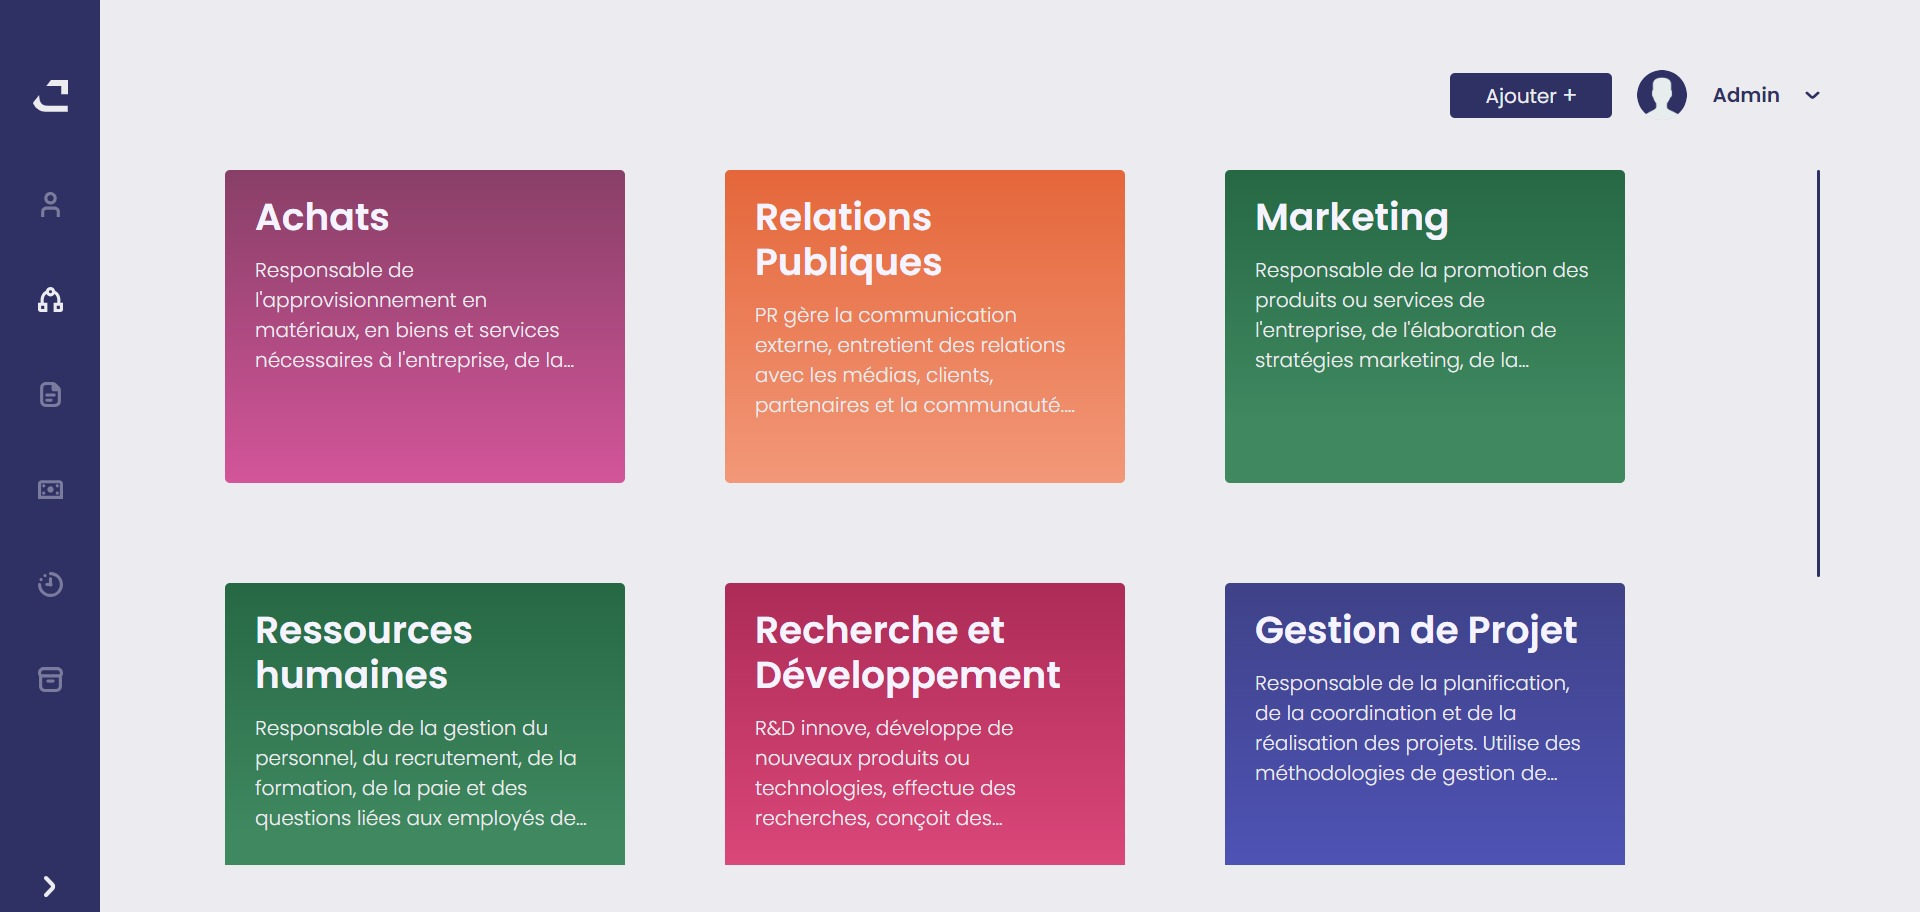 Ajouter +
Admin
Achats
Responsable de
l'approvisionnement en
matériaux, en biens et services
nécessaires à l'entreprise, de la...
Relations
Publiques
PR gère la communication
externe, entretient des relations
avec les médias, clients,
partenaires et la communauté....
Marketing
Responsable de la promotion des
produits ou services de
l'entreprise, de l'élaboration de
stratégies marketing, de la...
Ressources
humaines
Responsable de la gestion du
personnel, du recrutement, de la
formation, de la paie et des
questions liées aux employés de...
Recherche et
Développement
R&D innove, développe de
nouveaux produits ou
technologies, effectue des
recherches, conçoit des...
Gestion de Projet
Responsable de la planification,
de la coordination et de la
réalisation des projets. Utilise des
méthodologies de gestion de...